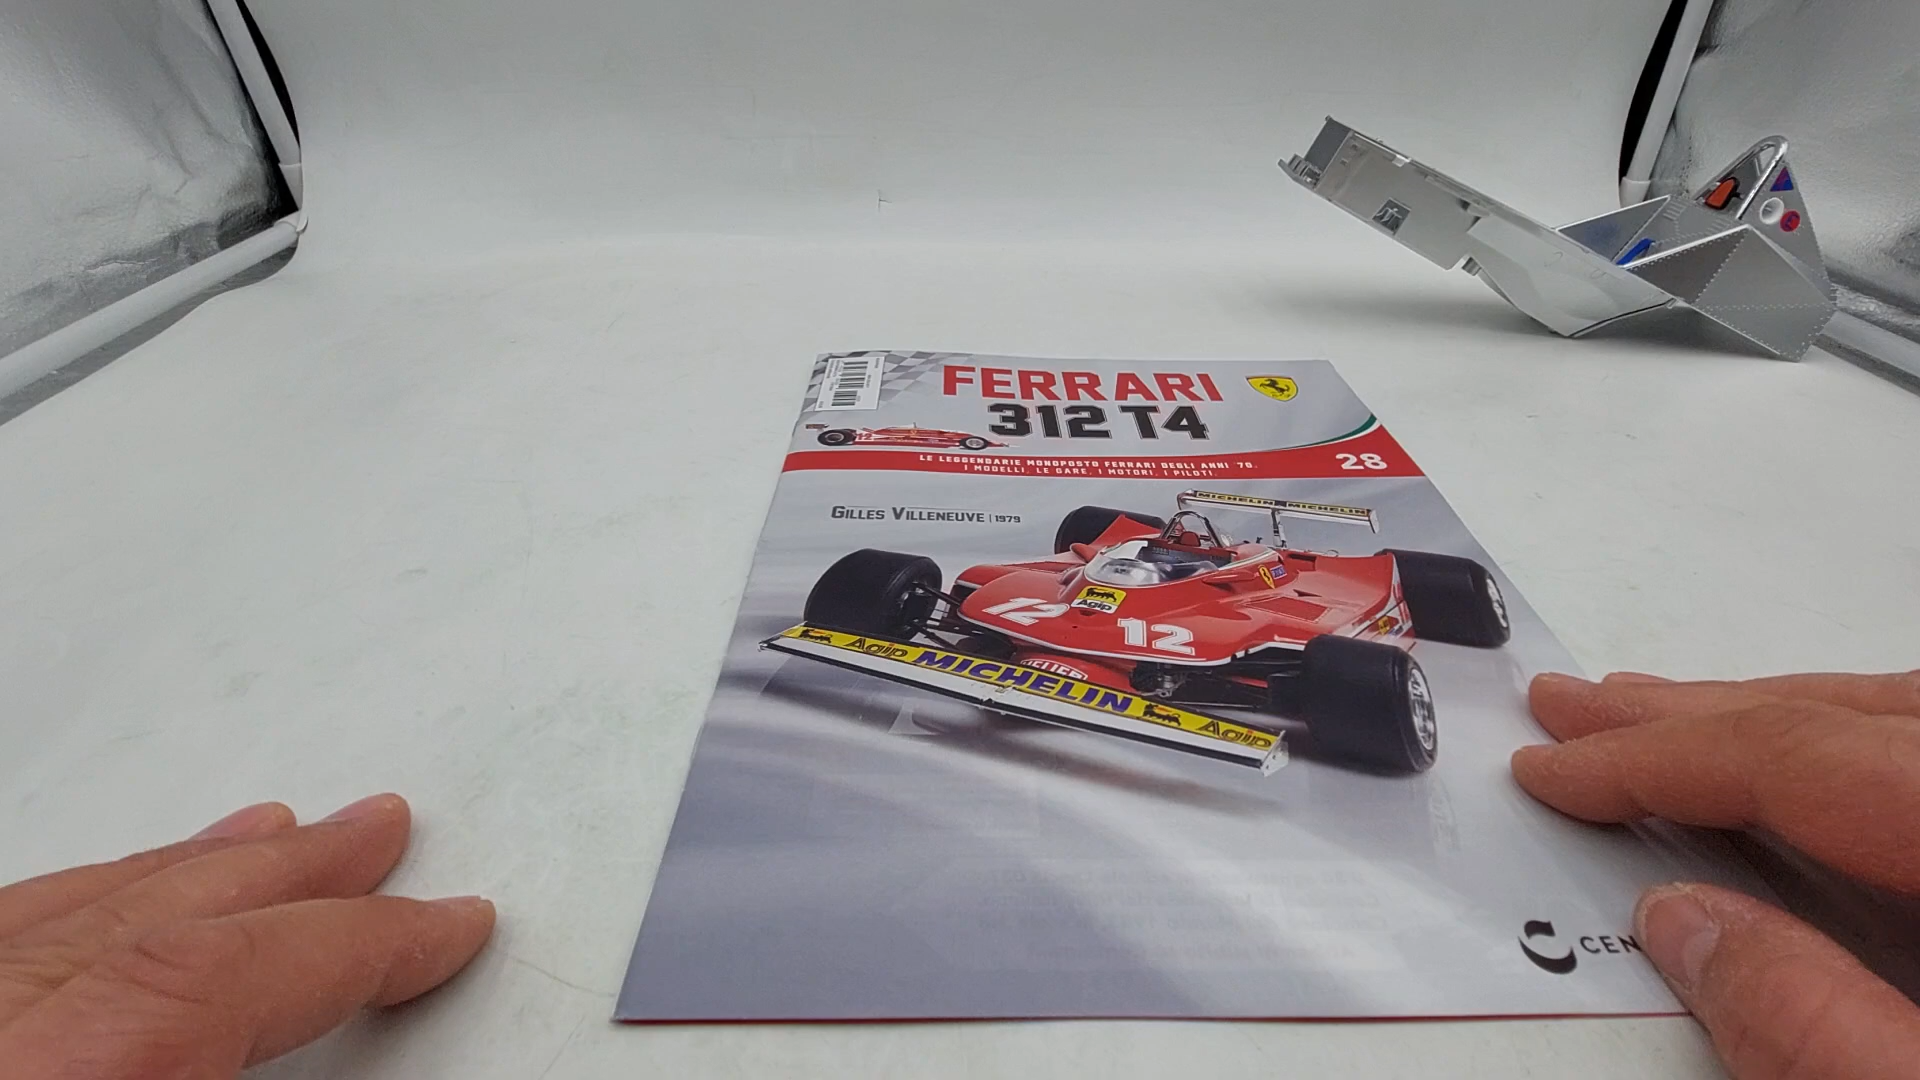 FERRARI
312 T4
LE LEGGENDARIE MONOPOSTO FERRARI DEGLI ANNI '70.
I MODELLI, LE GARE, I MOTORI, I PILOTI.
28
GILLES VILLENEUVE | 1979
MICHELIN MICHELIN
Agip
12
12
Agip MICHELIN Agip
CEN